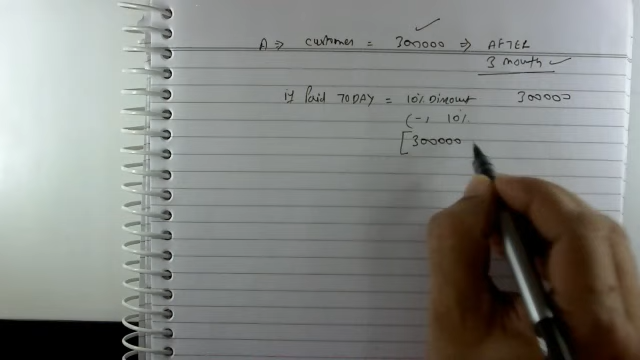 A ⇒ customer = 300000 ⇒ AFTER
3 month
If Paid TODAY = 10% Discount 300000
(-) 10%
[300000